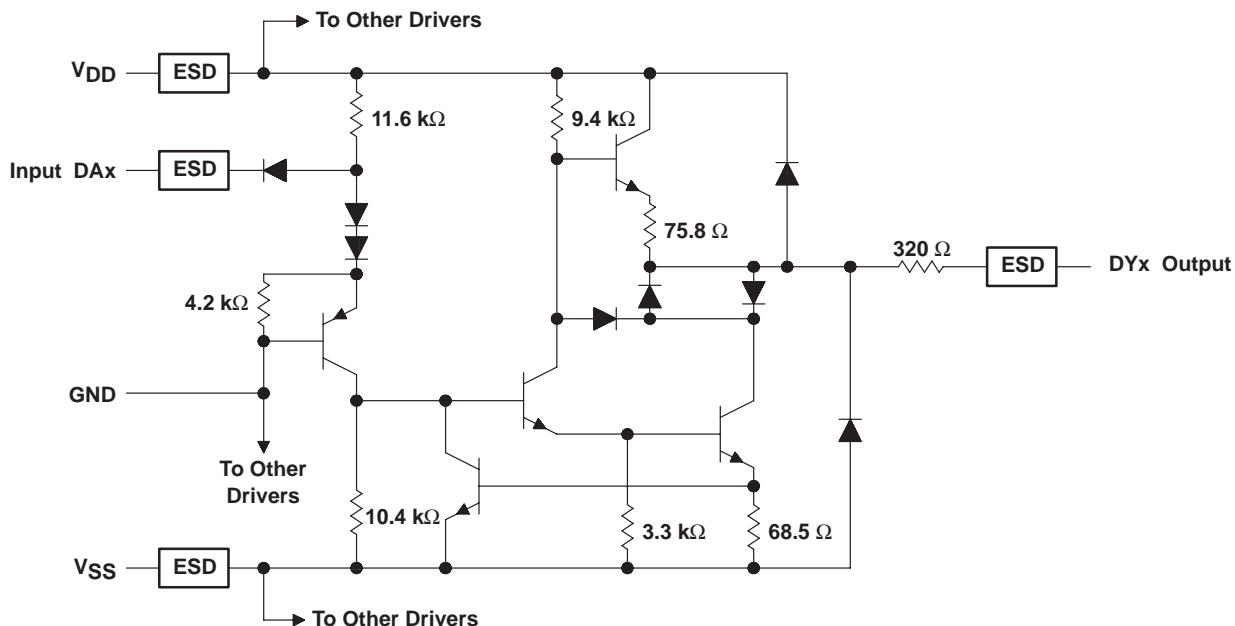 To Other Drivers
VDD
ESD
11.6 kΩ
9.4 kΩ
Input DAx
ESD
75.8 Ω
320 Ω
ESD
DYx Output
4.2 kΩ
GND
To Other
Drivers
10.4 kΩ
3.3 kΩ
68.5 Ω
VSS
ESD
To Other Drivers